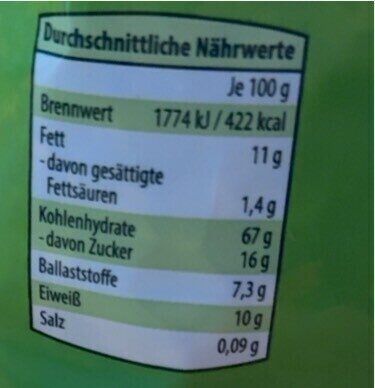 Durchschnittliche Nährwerte
Je 100 g
Brennwert 1774 kJ / 422 kcal
Fett 11 g
- davon gesättigte
Fettsäuren 1,4 g
Kohlenhydrate 67 g
- davon Zucker 16 g
Ballaststoffe 7,3 g
Eiweiß 10 g
Salz 0,09 g